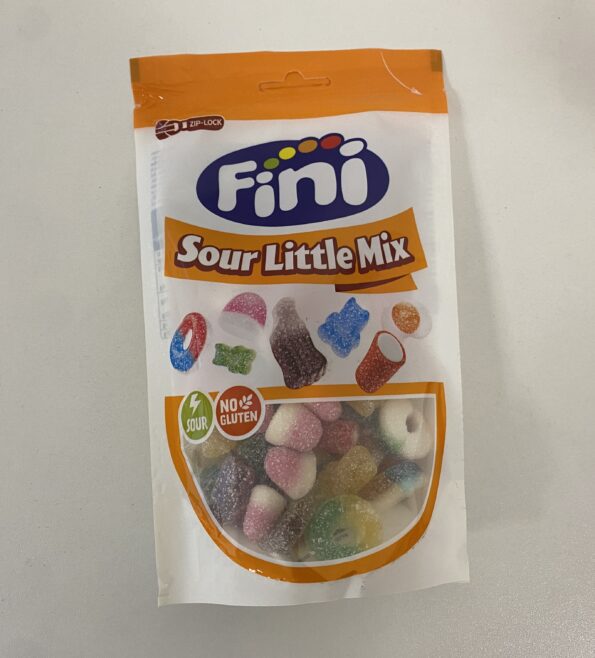 ZIP-LOCK
Fini
Sour Little Mix
SOUR
NO
GLUTEN